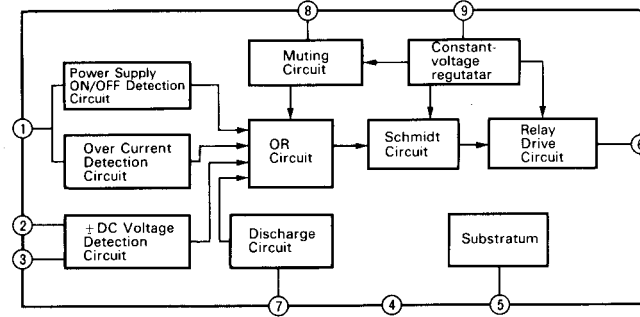 8
9
Muting
Circuit
Constant-
voltage
regutatar
Power Supply
ON/OFF Detection
Circuit
1
Over Current
Detection
Circuit
OR
Circuit
Schmidt
Circuit
Relay
Drive
Circuit
6
2
3
±DC Voltage
Detection
Circuit
Discharge
Circuit
Substratum
7
4
5